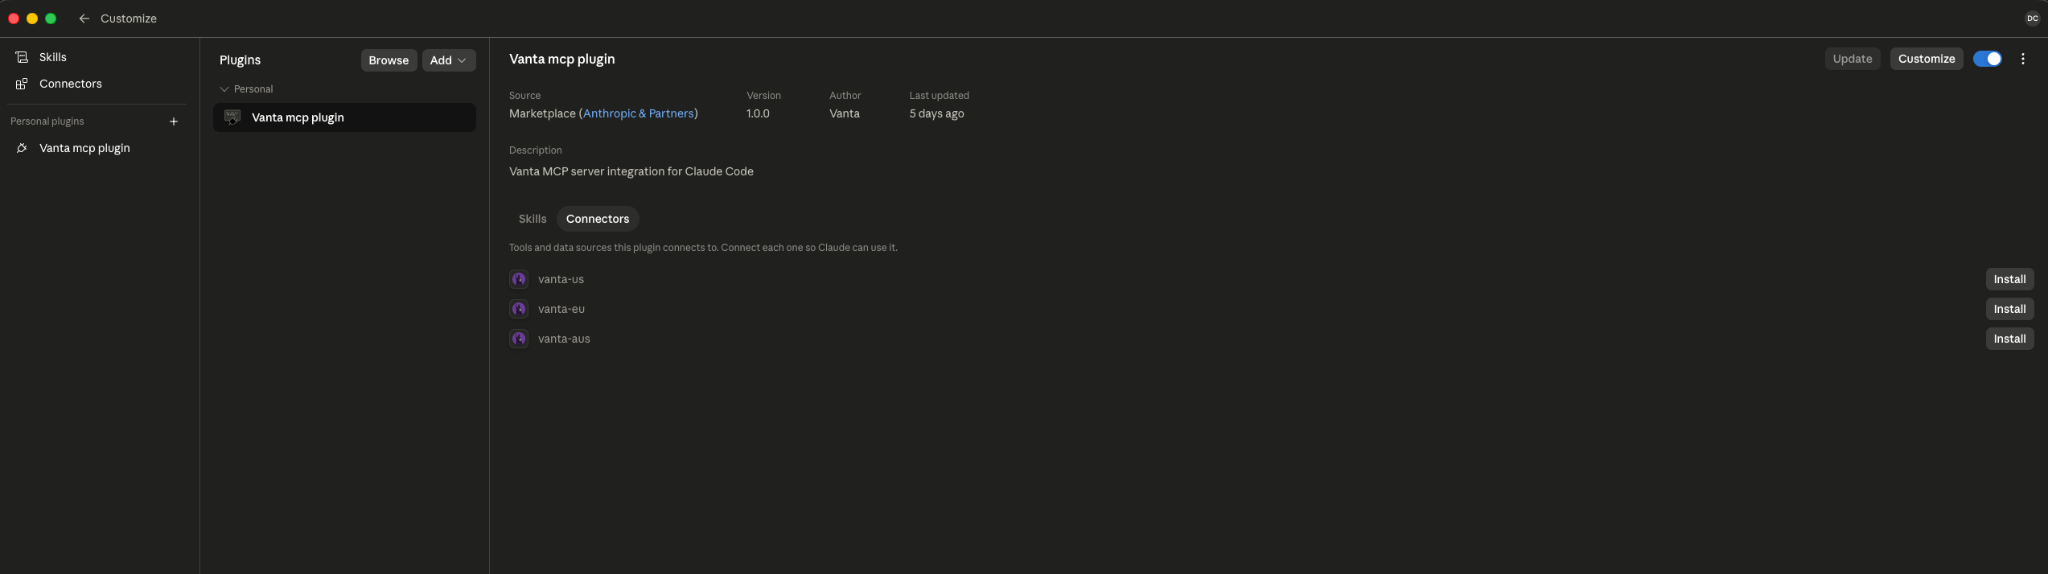 Customize
DC
Skills
Connectors
Personal plugins
Vanta mcp plugin
Plugins
Browse
Add
Personal
Vanta mcp plugin
Vanta mcp plugin
Update
Customize
Source
Version
Author
Last updated
Marketplace (Anthropic & Partners)
1.0.0
Vanta
5 days ago
Description
Vanta MCP server integration for Claude Code
Skills
Connectors
Tools and data sources this plugin connects to. Connect each one so Claude can use it.
vanta-us
Install
vanta-eu
Install
vanta-aus
Install